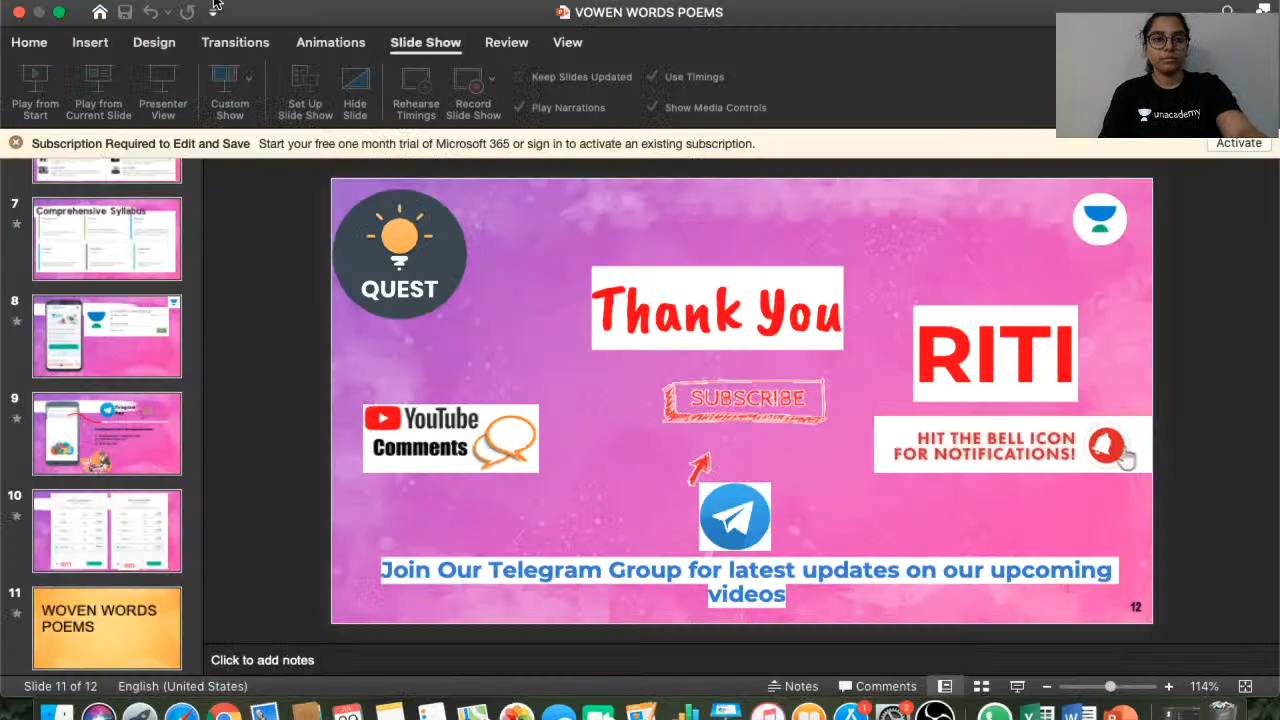 VOWEN WORDS POEMS
Home Insert Design Transitions Animations Slide Show Review View
Keep Slides Updated Use Timings
Play Narrations Show Media Controls
Play from Start
Play from Current Slide
Presenter View
Custom Show
Set Up Slide Show
Hide Slide
Rehearse Timings
Record Slide Show
unacademy
Subscription Required to Edit and Save Start your free one month trial of Microsoft 365 or sign in to activate an existing subscription. Activate
7
Comprehensive Syllabus
8
9
Telegram
10
RITI RITI
11
WOVEN WORDS
POEMS
QUEST
Thank You
RITI
SUBSCRIBE
YouTube
Comments
HIT THE BELL ICON
FOR NOTIFICATIONS!
Join Our Telegram Group for latest updates on our upcoming
videos
12
Click to add notes
Slide 11 of 12 English (United States) Notes Comments 114%